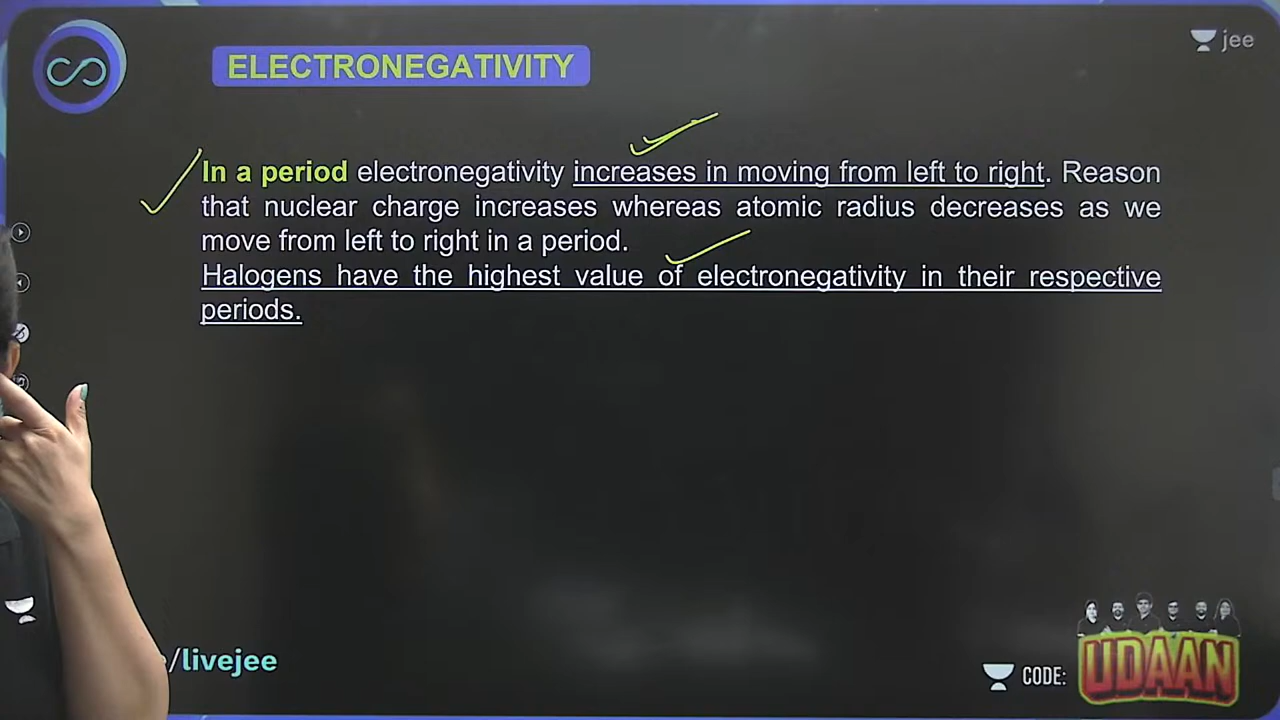 jee
ELECTRONEGATIVITY
In a period electronegativity increases in moving from left to right. Reason
that nuclear charge increases whereas atomic radius decreases as we
move from left to right in a period.
Halogens have the highest value of electronegativity in their respective
periods.
/livejee
CODE:
UDAAN